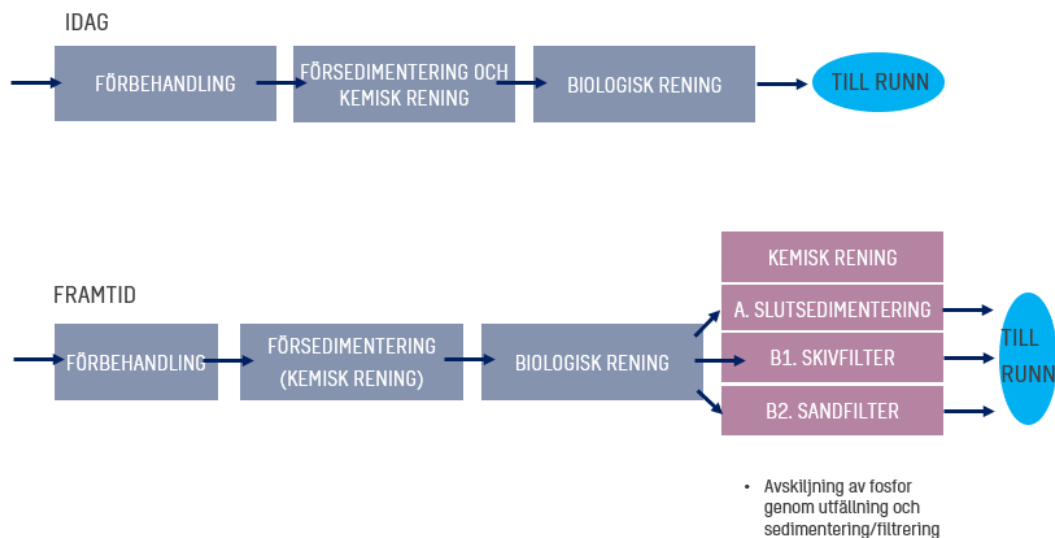 IDAG
FÖRBEHANDLING
FÖRSEDIMENTERING OCH
KEMISK RENING
BIOLOGISK RENING
TILL RUNN
FRAMTID
FÖRBEHANDLING
FÖRSEDIMENTERING
(KEMISK RENING)
BIOLOGISK RENING
KEMISK RENING
A. SLUTSEDIMENTERING
B1. SKIVFILTER
B2. SANDFILTER
TILL
RUNN
• Avskiljning av fosfor
genom utfällning och
sedimentering/filtrering